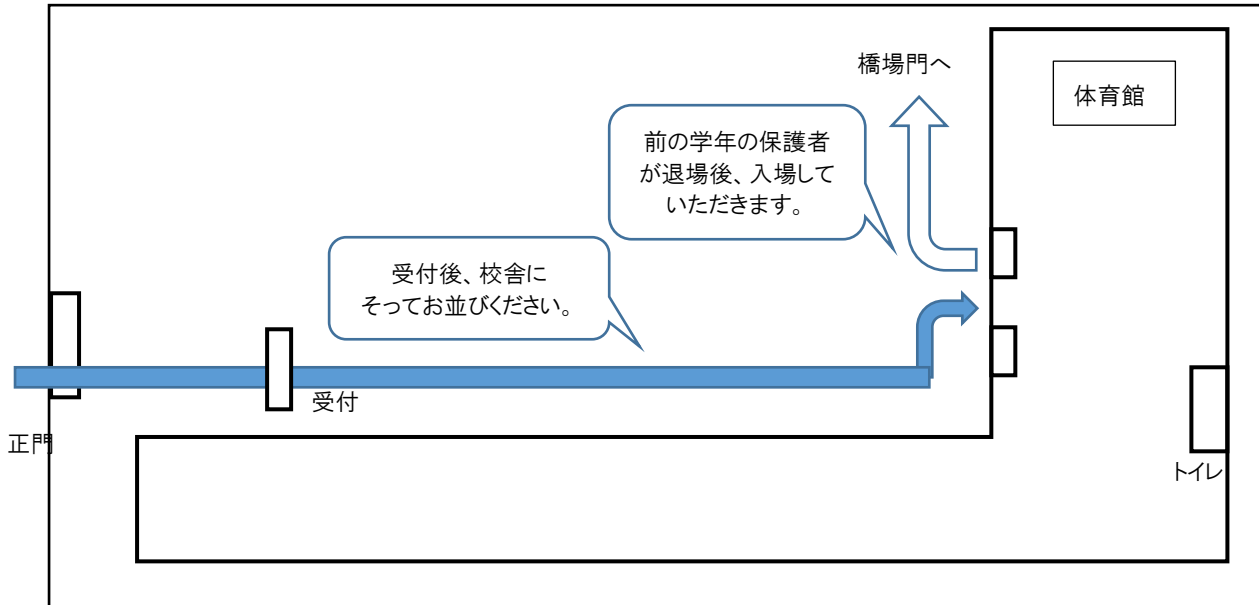 橋場門へ
体育館
前の学年の保護者
が退場後、入場して
いただきます。
受付後、校舎に
そってお並びください。
受付
正門
トイレ